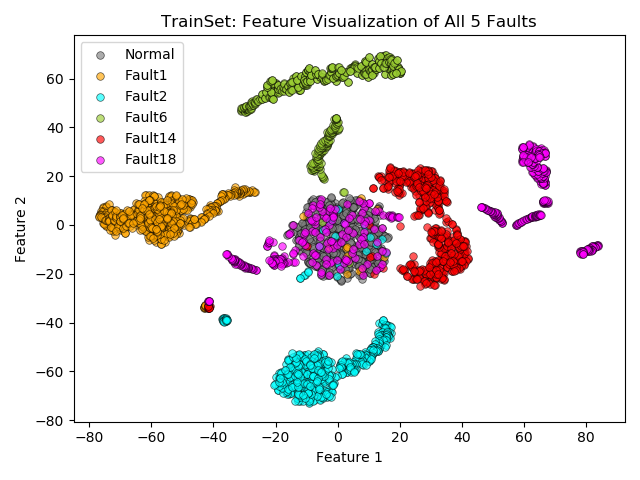 TrainSet: Feature Visualization of All 5 Faults
Normal
Fault1
Fault2
Fault6
Fault14
Fault18
60
40
20
0
−20
−40
−60
−80
Feature 2
−80
−60
−40
−20
0
20
40
60
80
Feature 1